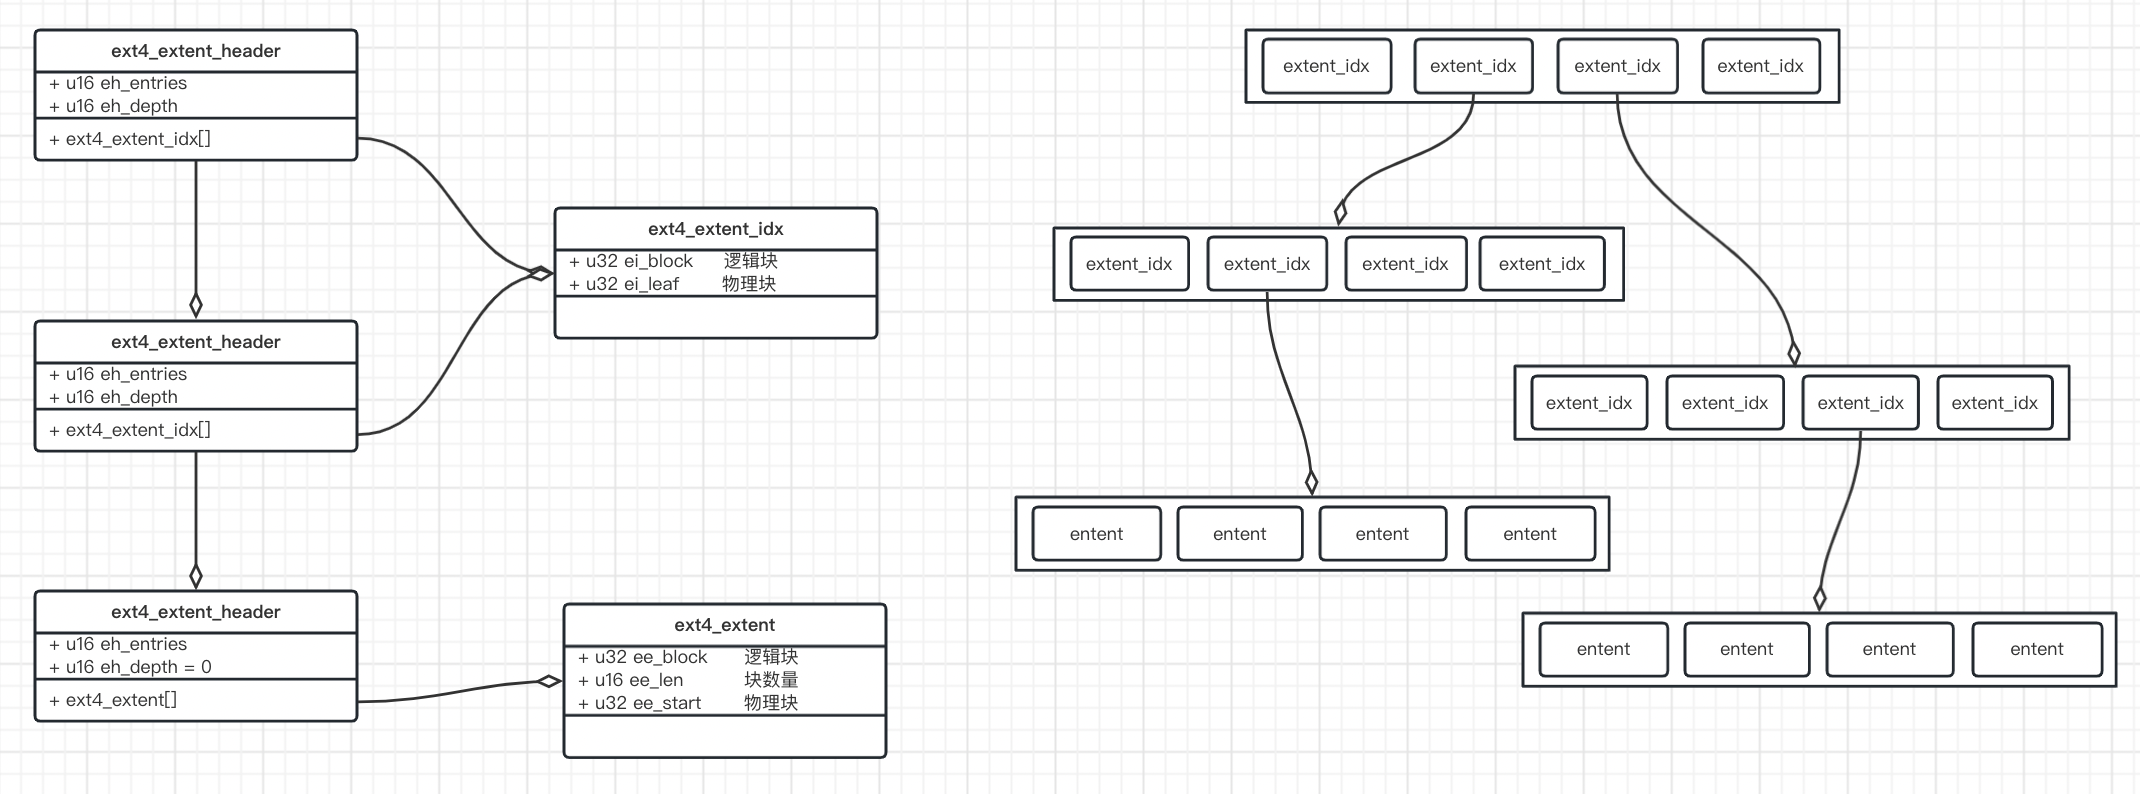 ext4_extent_header
+ u16 eh_entries
+ u16 eh_depth
+ ext4_extent_idx[]
ext4_extent_idx
+ u32 ei_block 逻辑块
+ u32 ei_leaf 物理块
ext4_extent_header
+ u16 eh_entries
+ u16 eh_depth
+ ext4_extent_idx[]
ext4_extent_header
+ u16 eh_entries
+ u16 eh_depth = 0
+ ext4_extent[]
ext4_extent
+ u32 ee_block 逻辑块
+ u16 ee_len 块数量
+ u32 ee_start 物理块
extent_idx extent_idx extent_idx extent_idx
extent_idx extent_idx extent_idx extent_idx
extent_idx extent_idx extent_idx extent_idx
entent entent entent entent
entent entent entent entent